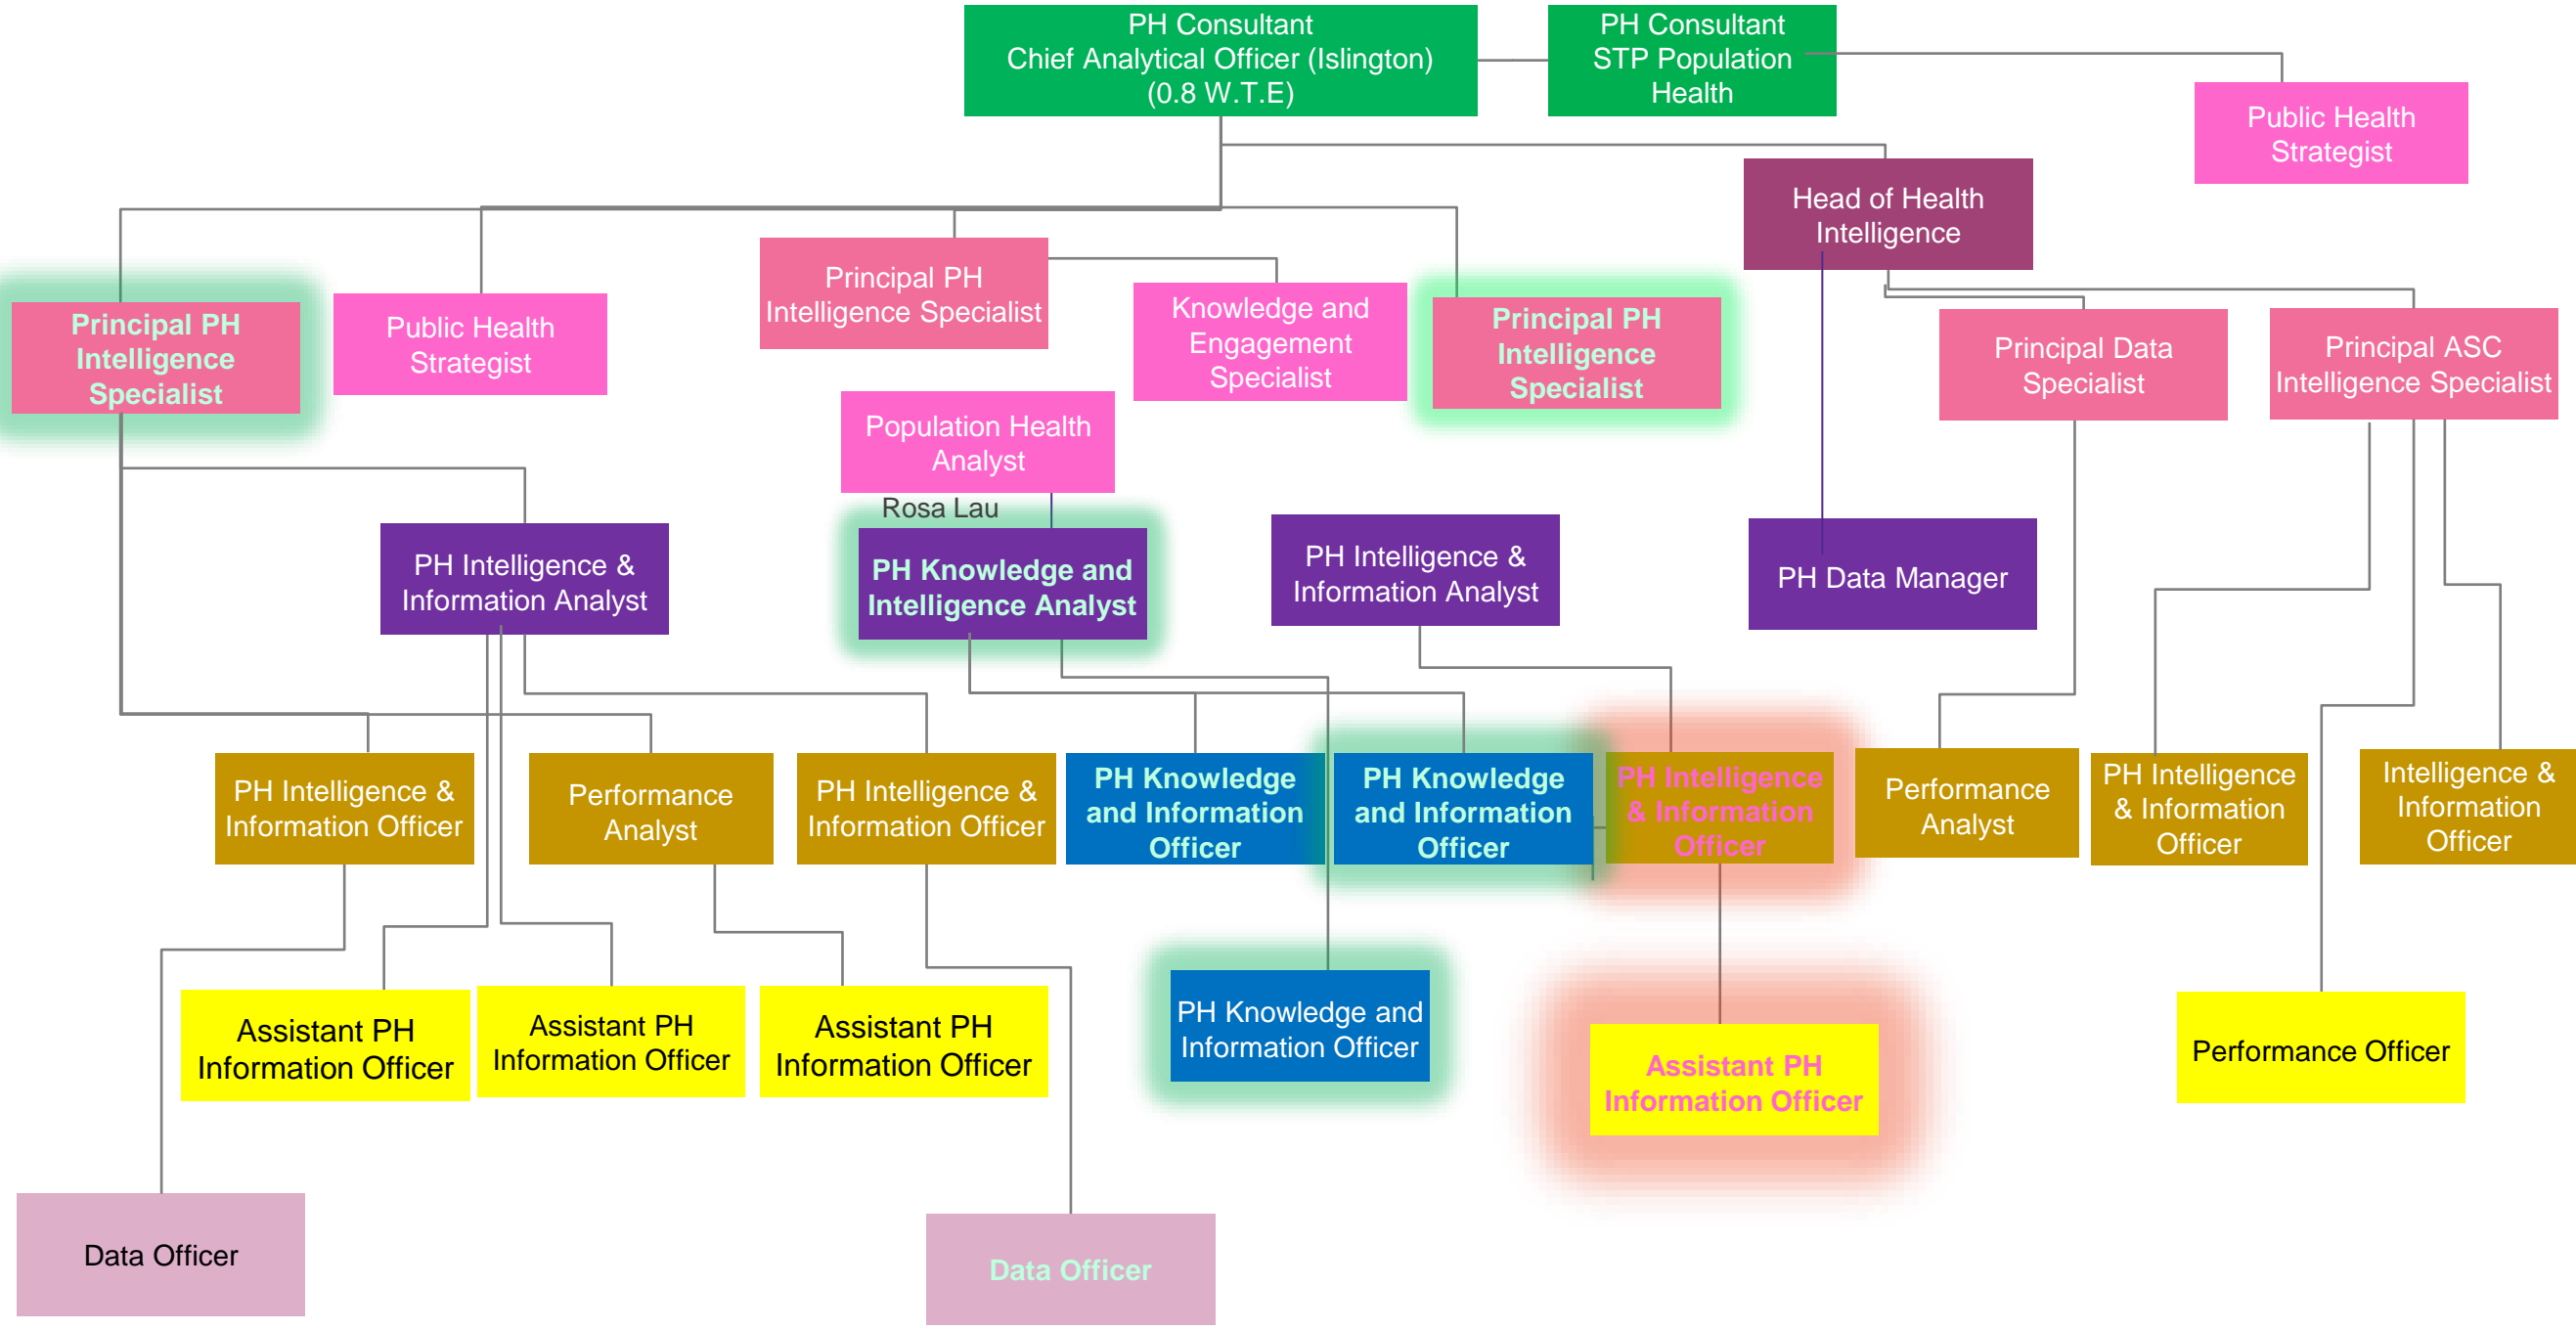 PH Consultant
Chief Analytical Officer (Islington)
(0.8 W.T.E)
PH Consultant
STP Population
Health
Public Health
Strategist
Head of Health
Intelligence
Principal PH
Intelligence
Specialist
Public Health
Strategist
Principal PH
Intelligence Specialist
Knowledge and
Engagement
Specialist
Principal PH
Intelligence
Specialist
Principal Data
Specialist
Principal ASC
Intelligence Specialist
Population Health
Analyst
Rosa Lau
PH Intelligence &
Information Analyst
PH Knowledge and
Intelligence Analyst
PH Intelligence &
Information Analyst
PH Data Manager
PH Intelligence &
Information Officer
Performance
Analyst
PH Intelligence &
Information Officer
PH Knowledge
and Information
Officer
PH Knowledge
and Information
Officer
PH Intelligence
& Information
Officer
Performance
Analyst
PH Intelligence
& Information
Officer
Intelligence &
Information
Officer
Assistant PH
Information Officer
Assistant PH
Information Officer
Assistant PH
Information Officer
PH Knowledge and
Information Officer
Assistant PH
Information Officer
Performance Officer
Data Officer
Data Officer